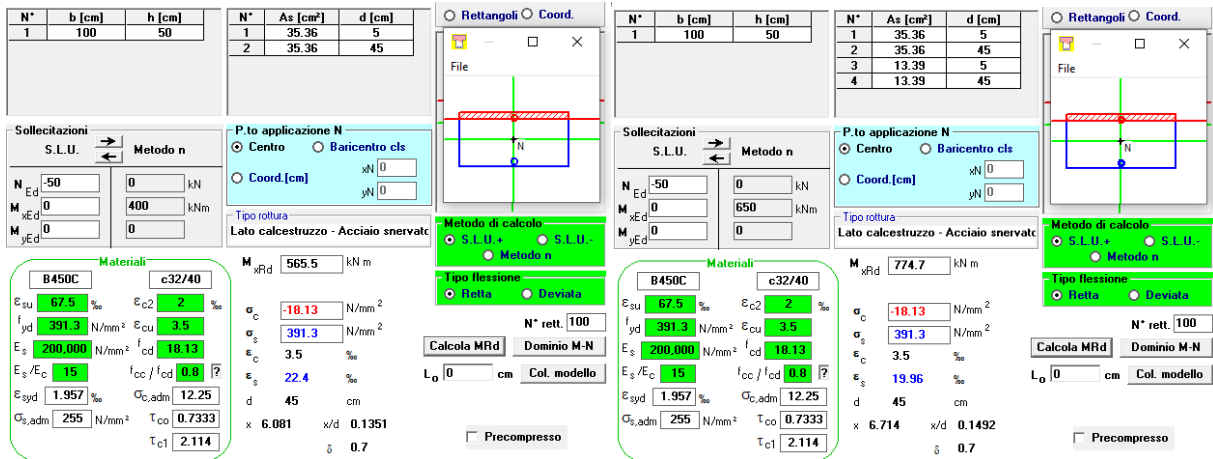 N° b [cm] h [cm]
1 100 50
N° As [cm²] d [cm]
1 35.36 5
2 35.36 45
Rettangoli Coord.
File
N
Sollecitazioni
S.L.U. Metodo n
N Ed -50 0 kN
M xEd 0 400 kNm
M yEd 0 0
P.to applicazione N
Centro Baricentro cls
Coord.[cm] xN 0
yN 0
Tipo rottura
Lato calcestruzzo - Acciaio snervato
Metodo di calcolo
S.L.U.+ S.L.U.-
Metodo n
Tipo flessione
Retta Deviata
Materiali
B450C c32/40
εsu 67.5 ‰ εc2 2 ‰
fyd 391.3 N/mm² εcu 3.5
Es 200,000 N/mm² fcd 18.13
Es/Ec 15 fcc/fcd 0.8 ?
εsyd 1.957 ‰ σc,adm 12.25
σs,adm 255 N/mm² τco 0.7333
τc1 2.114
M xRd 565.5 kN m
σc -18.13 N/mm²
σs 391.3 N/mm²
εc 3.5 ‰
εs 22.4 ‰
d 45 cm
x 6.081 x/d 0.1351
δ 0.7
N° rett. 100
Calcola MRd Dominio M-N
Lo 0 cm Col. modello
Precompresso
N° b [cm] h [cm]
1 100 50
N° As [cm²] d [cm]
1 35.36 5
2 35.36 45
3 13.39 5
4 13.39 45
Rettangoli Coord.
File
N
Sollecitazioni
S.L.U. Metodo n
N Ed -50 0 kN
M xEd 0 650 kNm
M yEd 0 0
P.to applicazione N
Centro Baricentro cls
Coord.[cm] xN 0
yN 0
Tipo rottura
Lato calcestruzzo - Acciaio snervato
Metodo di calcolo
S.L.U.+ S.L.U.-
Metodo n
Tipo flessione
Retta Deviata
Materiali
B450C c32/40
εsu 67.5 ‰ εc2 2 ‰
fyd 391.3 N/mm² εcu 3.5
Es 200,000 N/mm² fcd 18.13
Es/Ec 15 fcc/fcd 0.8 ?
εsyd 1.957 ‰ σc,adm 12.25
σs,adm 255 N/mm² τco 0.7333
τc1 2.114
M xRd 774.7 kN m
σc -18.13 N/mm²
σs 391.3 N/mm²
εc 3.5 ‰
εs 19.96 ‰
d 45 cm
x 6.714 x/d 0.1492
δ 0.7
N° rett. 100
Calcola MRd Dominio M-N
Lo 0 cm Col. modello
Precompresso